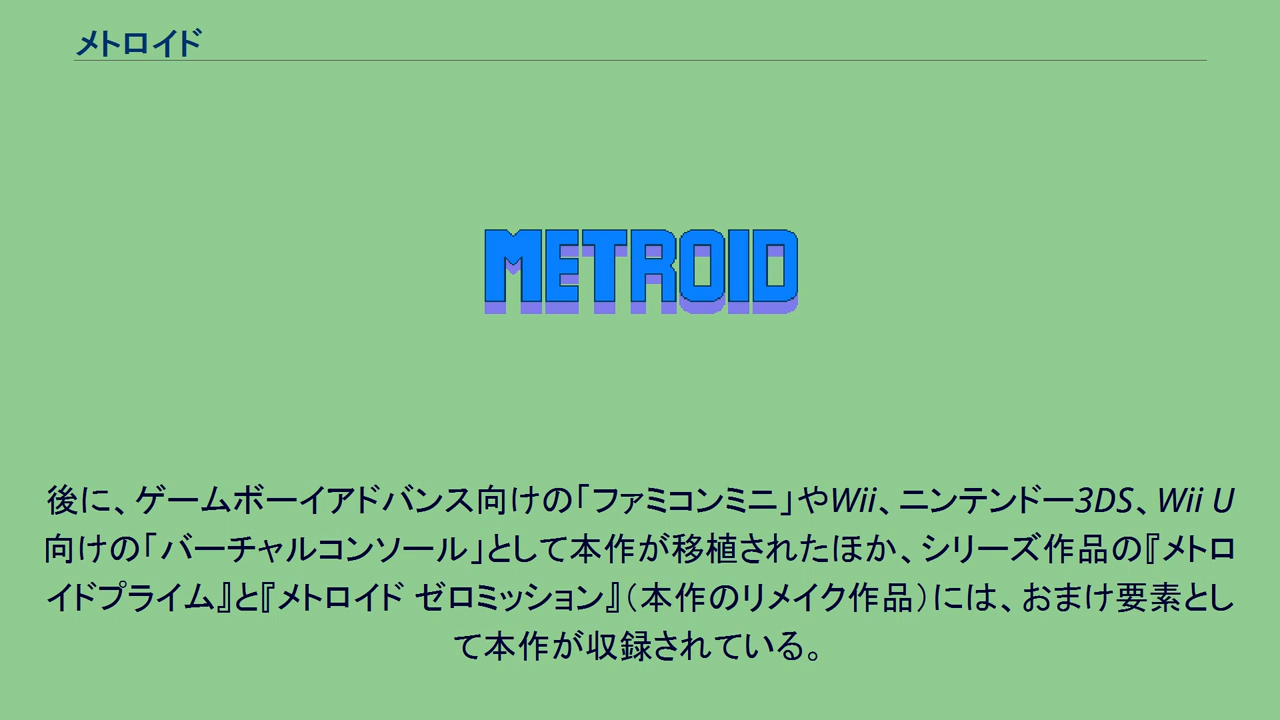 メトロイド
METROID
後に、ゲームボーイアドバンス向けの「ファミコンミニ」やWii、ニンテンドー3DS、Wii U
向けの「バーチャルコンソール」として本作が移植されたほか、シリーズ作品の『メトロ
イドプライム』と『メトロイド ゼロミッション』（本作のリメイク作品）には、おまけ要素とし
て本作が収録されている。